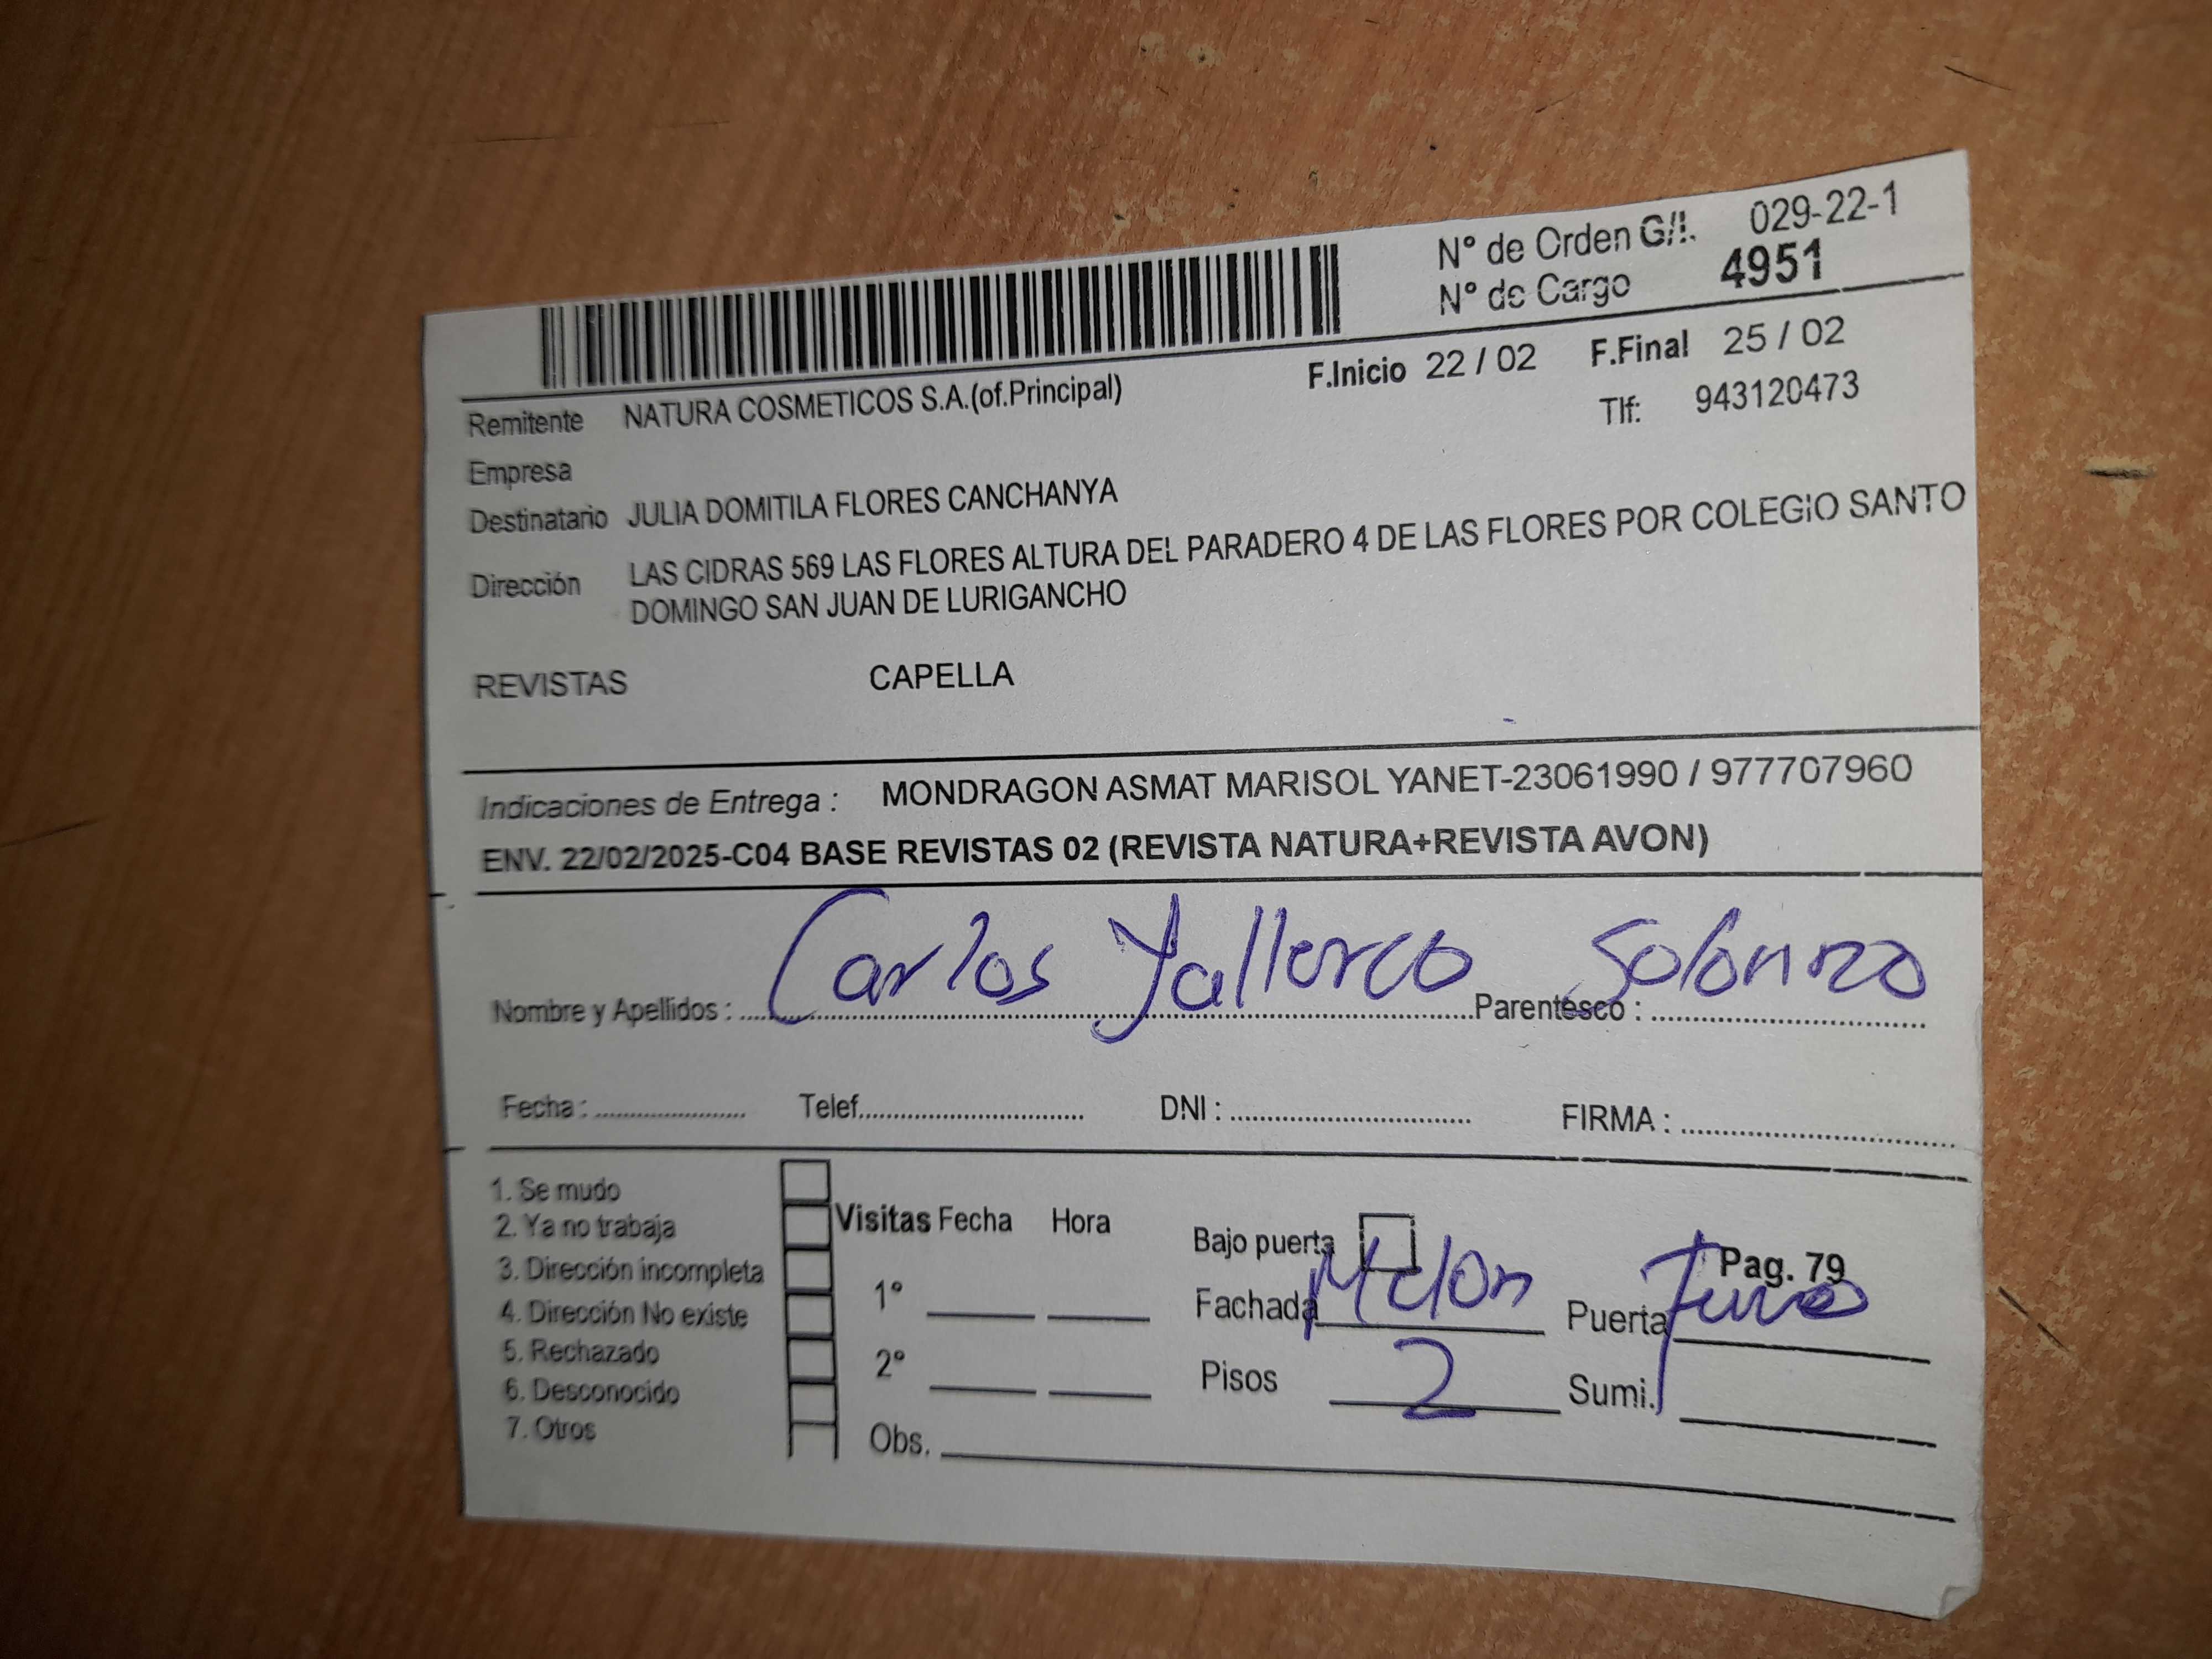 N° de Orden G/I. 029-22-1
N° de Cargo 4951
F.Inicio 22 / 02 F.Final 25 / 02
Remitente NATURA COSMETICOS S.A.(of.Principal) Tlf: 943120473
Empresa
Destinatario JULIA DOMITILA FLORES CANCHANYA
Dirección LAS CIDRAS 569 LAS FLORES ALTURA DEL PARADERO 4 DE LAS FLORES POR COLEGIO SANTO
DOMINGO SAN JUAN DE LURIGANCHO
REVISTAS CAPELLA
Indicaciones de Entrega : MONDRAGON ASMAT MARISOL YANET-23061990 / 977707960
ENV. 22/02/2025-C04 BASE REVISTAS 02 (REVISTA NATURA+REVISTA AVON)
Nombre y Apellidos : Carlos Yallerco Parentesco :
Fecha : Telef. DNI : FIRMA :
1. Se mudo
2. Ya no trabaja
3. Dirección incompleta
4. Dirección No existe
5. Rechazado
6. Desconocido
7. Otros
Visitas Fecha Hora
1°
2°
Obs.
Bajo puerta Pag. 79
Fachada Melon Puerta
Pisos 2 Sumi.